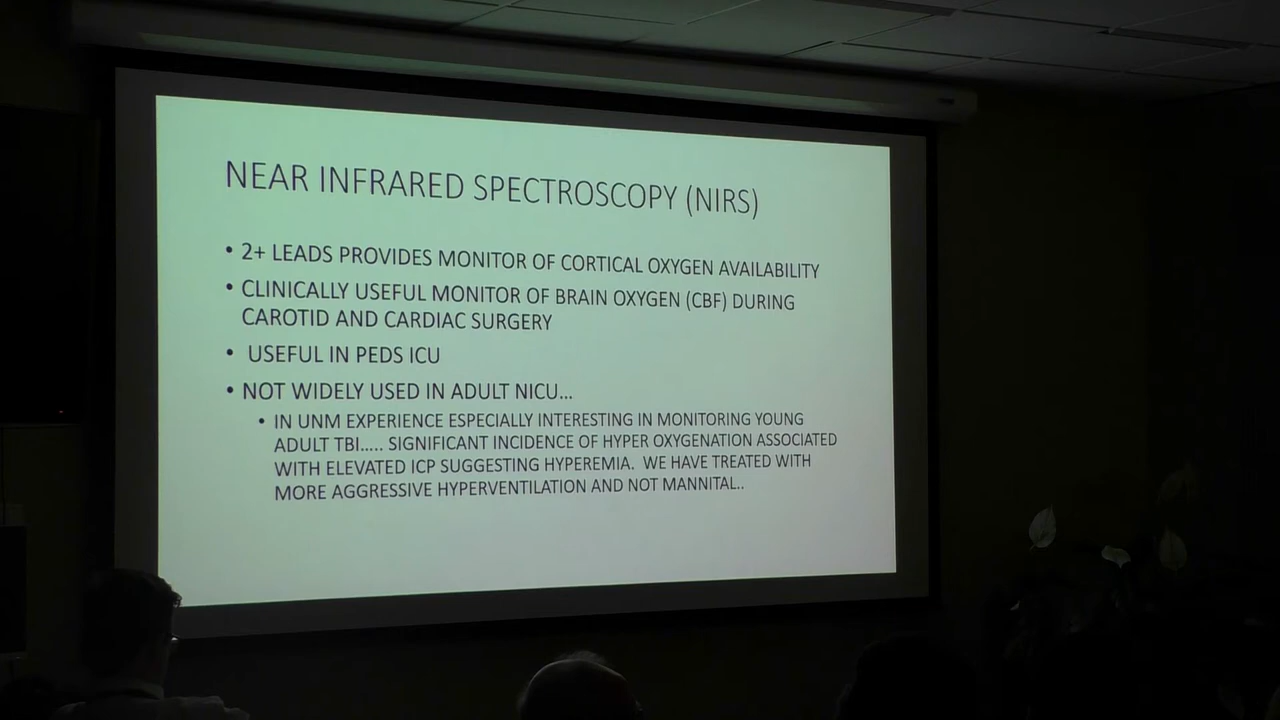 NEAR INFRARED SPECTROSCOPY (NIRS)
• 2+ LEADS PROVIDES MONITOR OF CORTICAL OXYGEN AVAILABILITY
• CLINICALLY USEFUL MONITOR OF BRAIN OXYGEN (CBF) DURING
CAROTID AND CARDIAC SURGERY
• USEFUL IN PEDS ICU
• NOT WIDELY USED IN ADULT NICU...
• IN UNM EXPERIENCE ESPECIALLY INTERESTING IN MONITORING YOUNG
ADULT TBI..... SIGNIFICANT INCIDENCE OF HYPER OXYGENATION ASSOCIATED
WITH ELEVATED ICP SUGGESTING HYPEREMIA. WE HAVE TREATED WITH
MORE AGGRESSIVE HYPERVENTILATION AND NOT MANNITAL..